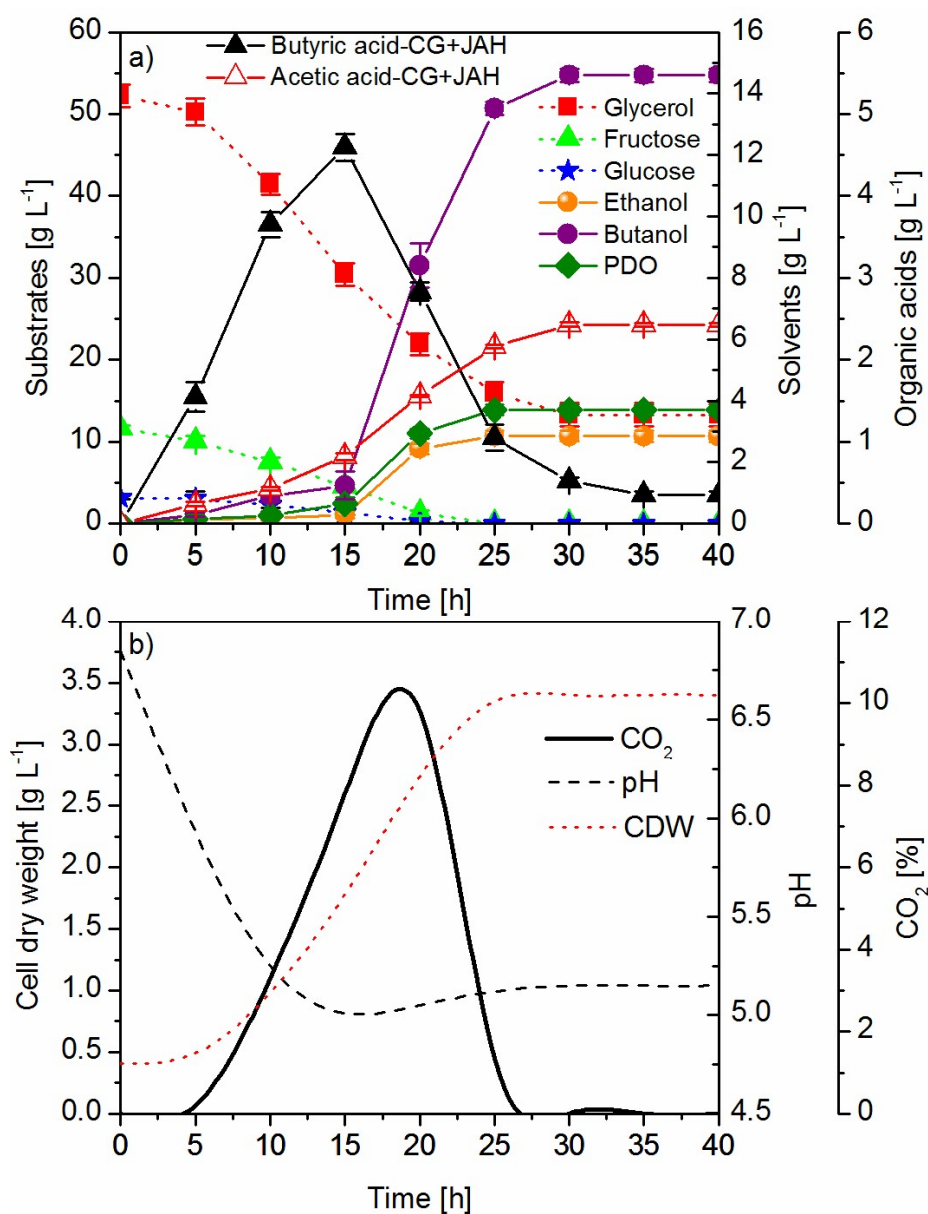 a)
Butyric acid-CG+JAH
Acetic acid-CG+JAH
Glycerol
Fructose
Glucose
Ethanol
Butanol
PDO
Substrates [g L⁻¹]
60
50
40
30
20
10
0
Solvents [g L⁻¹]
16
14
12
10
8
6
4
2
0
Organic acids [g L⁻¹]
6
5
4
3
2
1
0
0 5 10 15 20 25 30 35 40
Time [h]
b)
CO₂
pH
CDW
Cell dry weight [g L⁻¹]
4.0
3.5
3.0
2.5
2.0
1.5
1.0
0.5
0.0
pH
7.0
6.5
6.0
5.5
5.0
4.5
CO₂ [%]
12
10
8
6
4
2
0
0 5 10 15 20 25 30 35 40
Time [h]